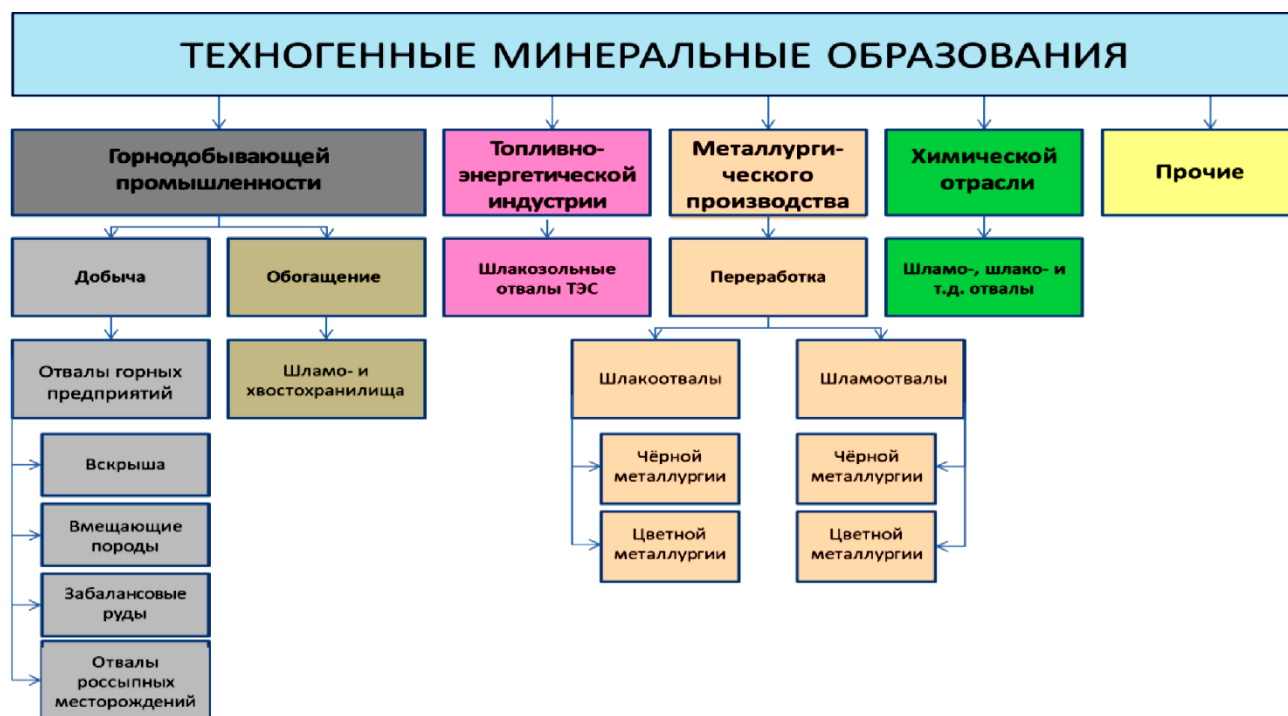 ТЕХНОГЕННЫЕ МИНЕРАЛЬНЫЕ ОБРАЗОВАНИЯ
Горнодобывающей
промышленности
Топливно-
энергетической
индустрии
Металлурги-
ческого
производства
Химической
отрасли
Прочие
Добыча
Обогащение
Шлакозольные
отвалы ТЭС
Переработка
Шламо-, шлако- и
т.д. отвалы
Отвалы горных
предприятий
Шламо- и
хвостохранилища
Шлакоотвалы
Шламоотвалы
Вскрыша
Чёрной
металлургии
Чёрной
металлургии
Вмещающие
породы
Цветной
металлургии
Цветной
металлургии
Забалансовые
руды
Отвалы
россыпных
месторождений